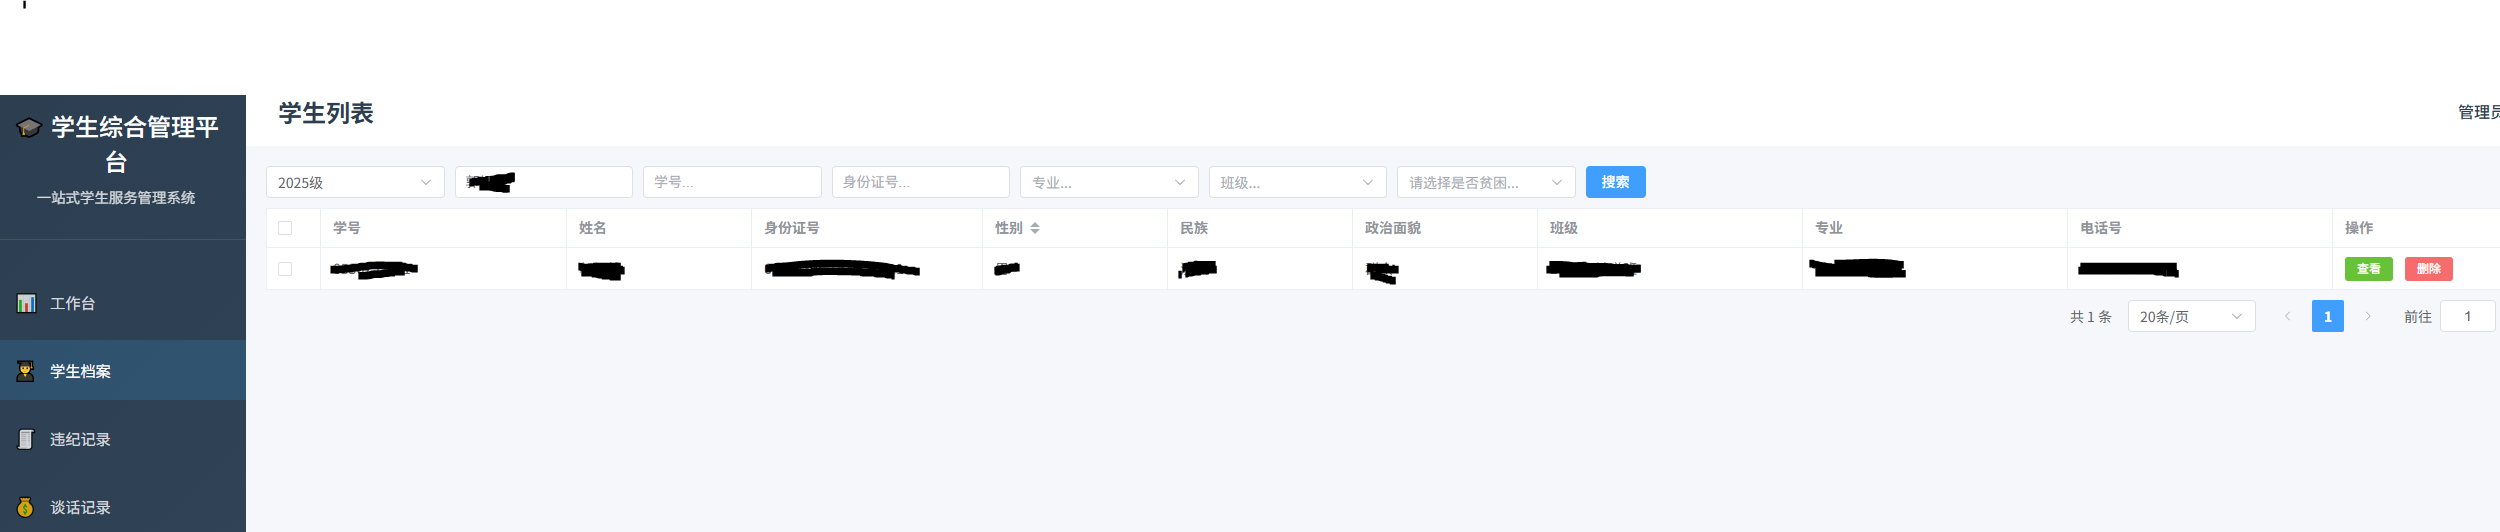 学生综合管理平
台
一站式学生服务管理系统
工作台
学生档案
违纪记录
谈话记录
学生列表
管理员
2025级 学号... 身份证号... 专业... 班级... 请选择是否贫困... 搜索
学号 姓名 身份证号 性别 民族 政治面貌 班级 专业 电话号 操作
查看 删除
共 1 条 20条/页 1 前往 1